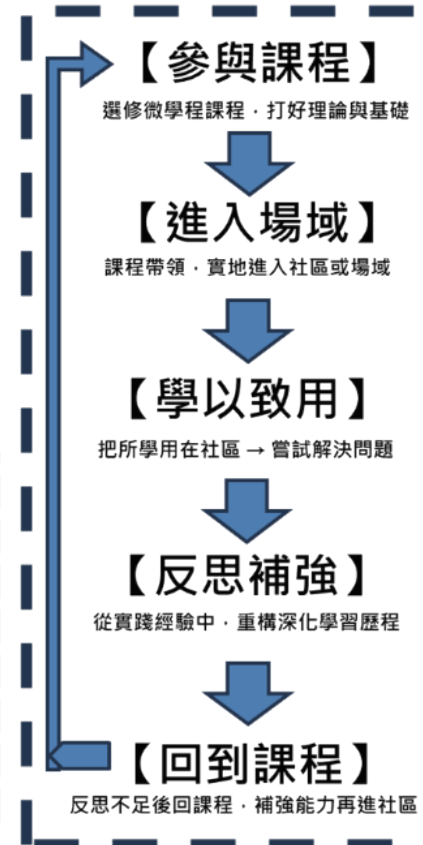 【參與課程】
選修微學程課程，打好理論與基礎
【進入場域】
課程帶領，實地進入社區或場域
【學以致用】
把所學用在社區 → 嘗試解決問題
【反思補強】
從實踐經驗中，重構深化學習歷程
【回到課程】
反思不足後回課程，補強能力再進社區